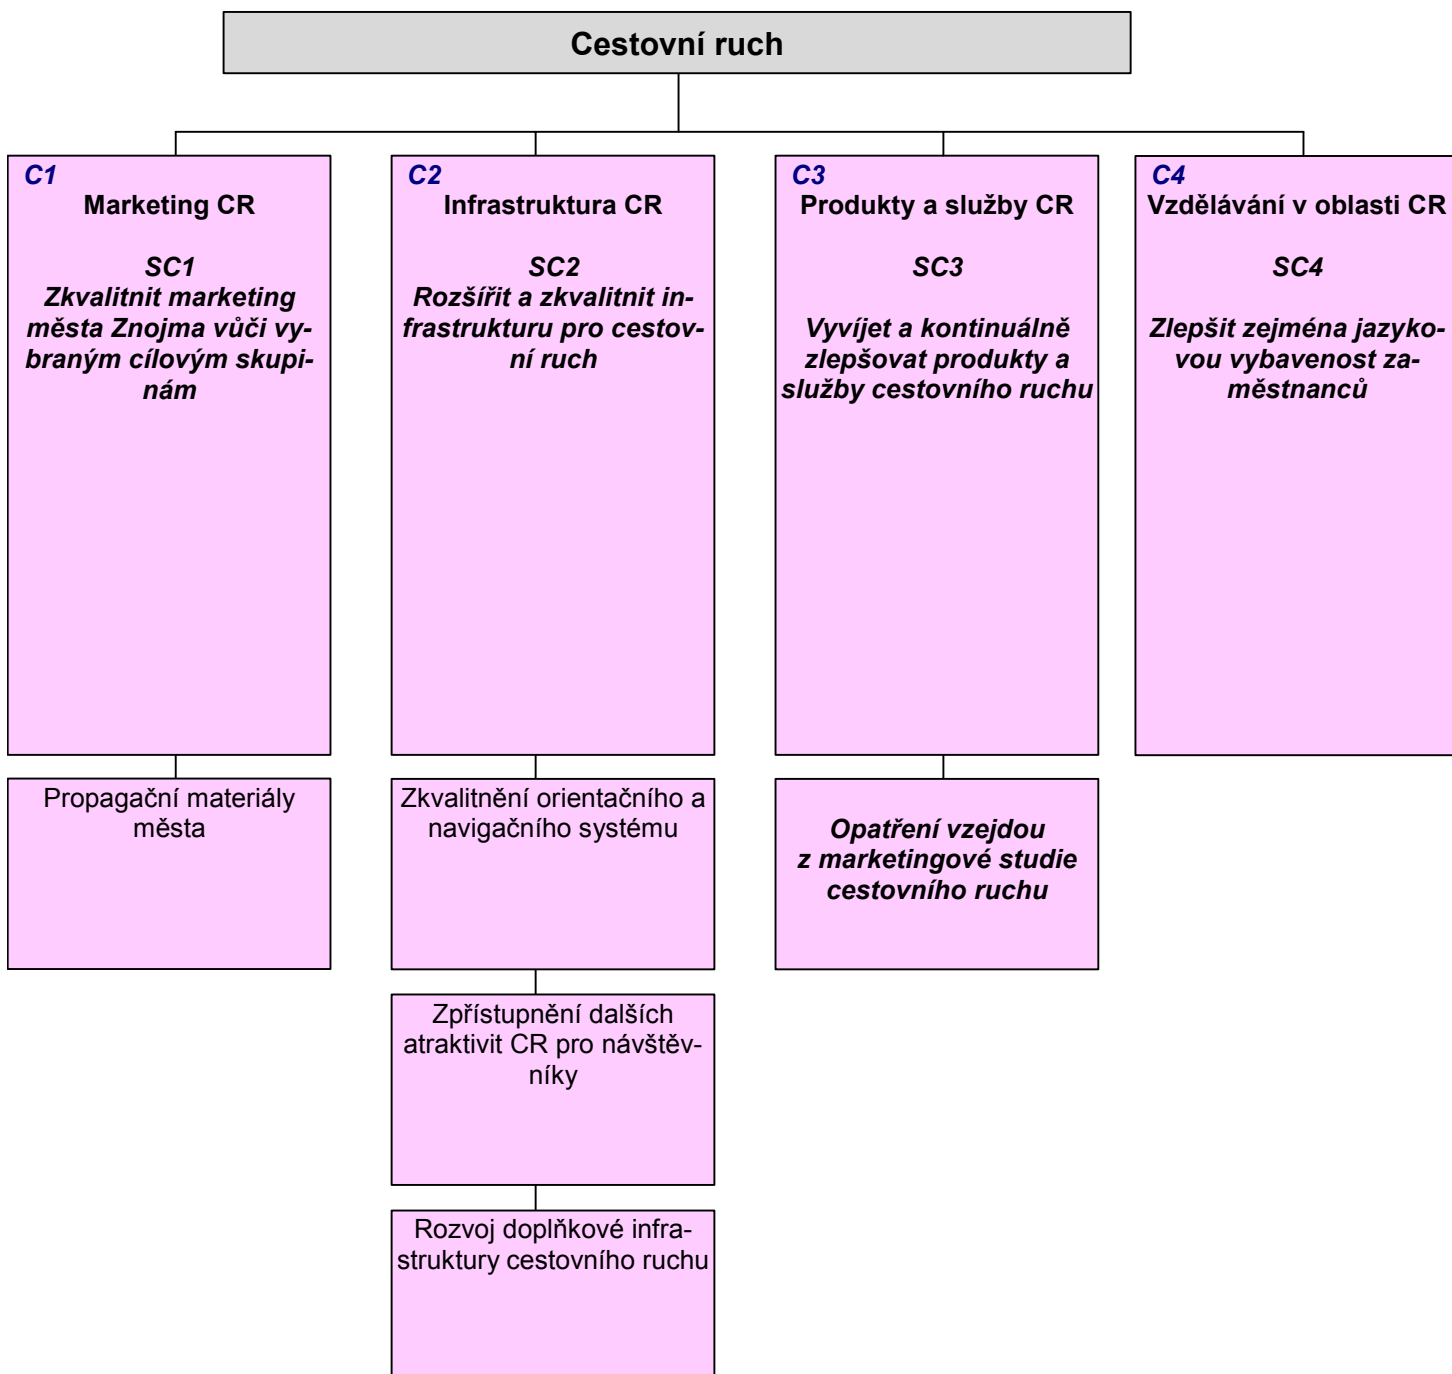 Cestovní ruch
C1
Marketing CR
SC1
Zkvalitnit marketing
města Znojma vůči vy-
braným cílovým skupi-
nám
C2
Infrastruktura CR
SC2
Rozšířit a zkvalitnit in-
frastrukturu pro cestov-
ní ruch
C3
Produkty a služby CR
SC3
Vyvíjet a kontinuálně
zlepšovat produkty a
služby cestovního ruchu
C4
Vzdělávání v oblasti CR
SC4
Zlepšit zejména jazyko-
vou vybavenost za-
městnanců
Propagační materiály
města
Zkvalitnění orientačního a
navigačního systému
Opatření vzejdou
z marketingové studie
cestovního ruchu
Zpřístupnění dalších
atraktivit CR pro návštěv-
níky
Rozvoj doplňkové infra-
struktury cestovního ruchu